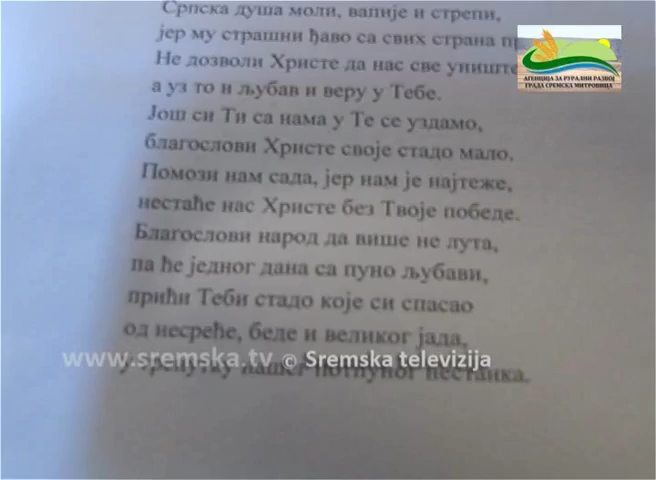 Српска душа моли, вапије и стрепи,
јер му страшни ђаво са свих страна
Не дозволи Христе да нас све униште
а уз то и љубав и веру у Тебе.
Још си Ти са нама у Те се уздамо,
благослови Христе своје стадо мало.
Помози нам сада, јер нам је најтеже,
нестаће нас Христе без Твоје победе.
Благослови народ да више не лута,
па ће једног дана са пуно љубави,
прићи Теби стадо које си спасао
од несреће, беде и великог јада,
у тренутку нашег потпуног нестанка.
АГЕНЦИЈА ЗА РУРАЛНИ РАЗВОЈ
ГРАДА СРЕМСКА МИТРОВИЦА
www.sremska.tv © Sremska televizija